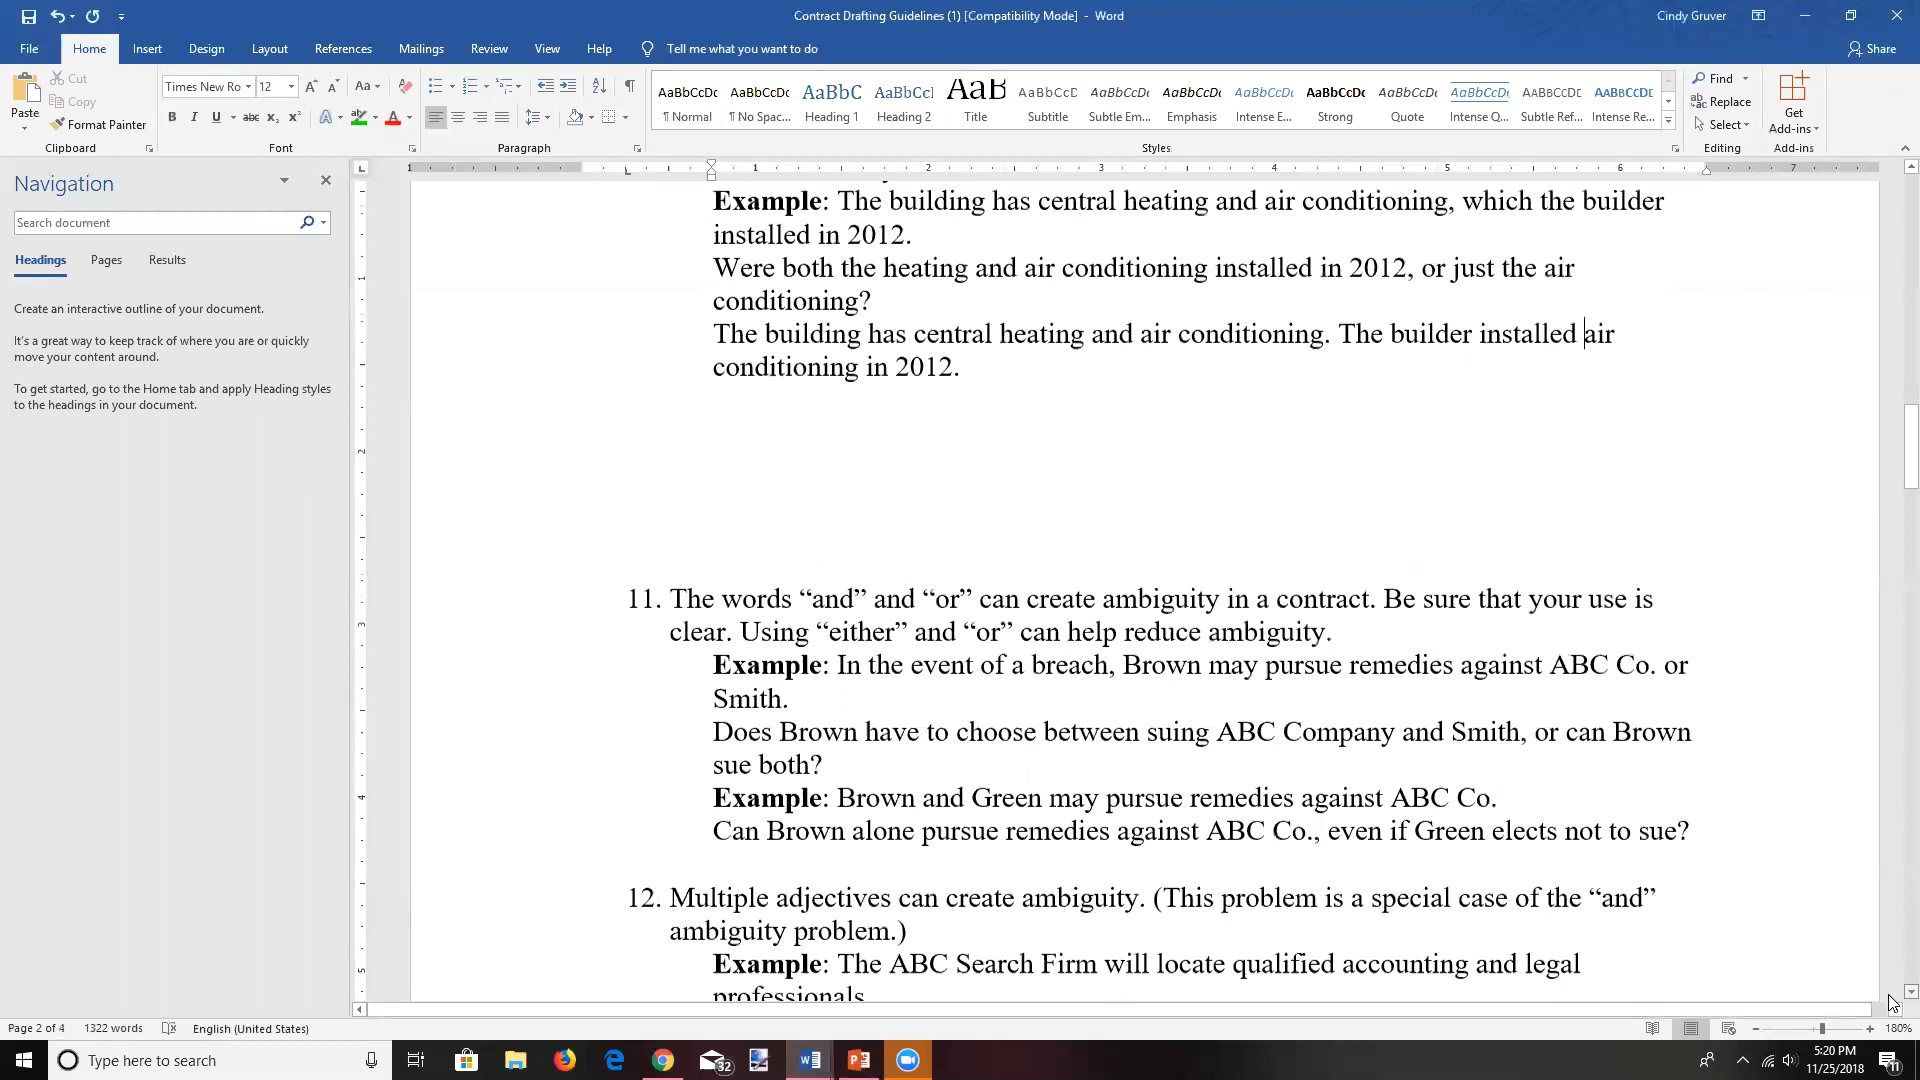 Contract Drafting Guidelines (1) [Compatibility Mode] - Word
Cindy Gruver
File Home Insert Design Layout References Mailings Review View Help Tell me what you want to do
Share
Paste
Cut
Copy
Format Painter
Clipboard
Times New Ro 12
Font
Paragraph
AaBbCcDc AaBbCcDc AaBbC AaBbCcI AaB AaBbCcD AaBbCcDt AaBbCcDt AaBbCcDt AaBbCcDc AaBbCcDt AaBbCcDt AABBCCDE AABBCCDE
¶ Normal ¶ No Spac... Heading 1 Heading 2 Title Subtitle Subtle Em... Emphasis Intense E... Strong Quote Intense Q... Subtle Ref... Intense Re...
Styles
Find
Replace
Select
Editing
Get
Add-ins
Add-ins
Navigation
Search document
Headings Pages Results
Create an interactive outline of your document.
It's a great way to keep track of where you are or quickly
move your content around.
To get started, go to the Home tab and apply Heading styles
to the headings in your document.
Example: The building has central heating and air conditioning, which the builder
installed in 2012.
Were both the heating and air conditioning installed in 2012, or just the air
conditioning?
The building has central heating and air conditioning. The builder installed air
conditioning in 2012.
11. The words “and” and “or” can create ambiguity in a contract. Be sure that your use is
clear. Using “either” and “or” can help reduce ambiguity.
Example: In the event of a breach, Brown may pursue remedies against ABC Co. or
Smith.
Does Brown have to choose between suing ABC Company and Smith, or can Brown
sue both?
Example: Brown and Green may pursue remedies against ABC Co.
Can Brown alone pursue remedies against ABC Co., even if Green elects not to sue?
12. Multiple adjectives can create ambiguity. (This problem is a special case of the “and”
ambiguity problem.)
Example: The ABC Search Firm will locate qualified accounting and legal
professionals.
Page 2 of 4 1322 words English (United States)
180%
Type here to search
32
5:20 PM
11/25/2018
11